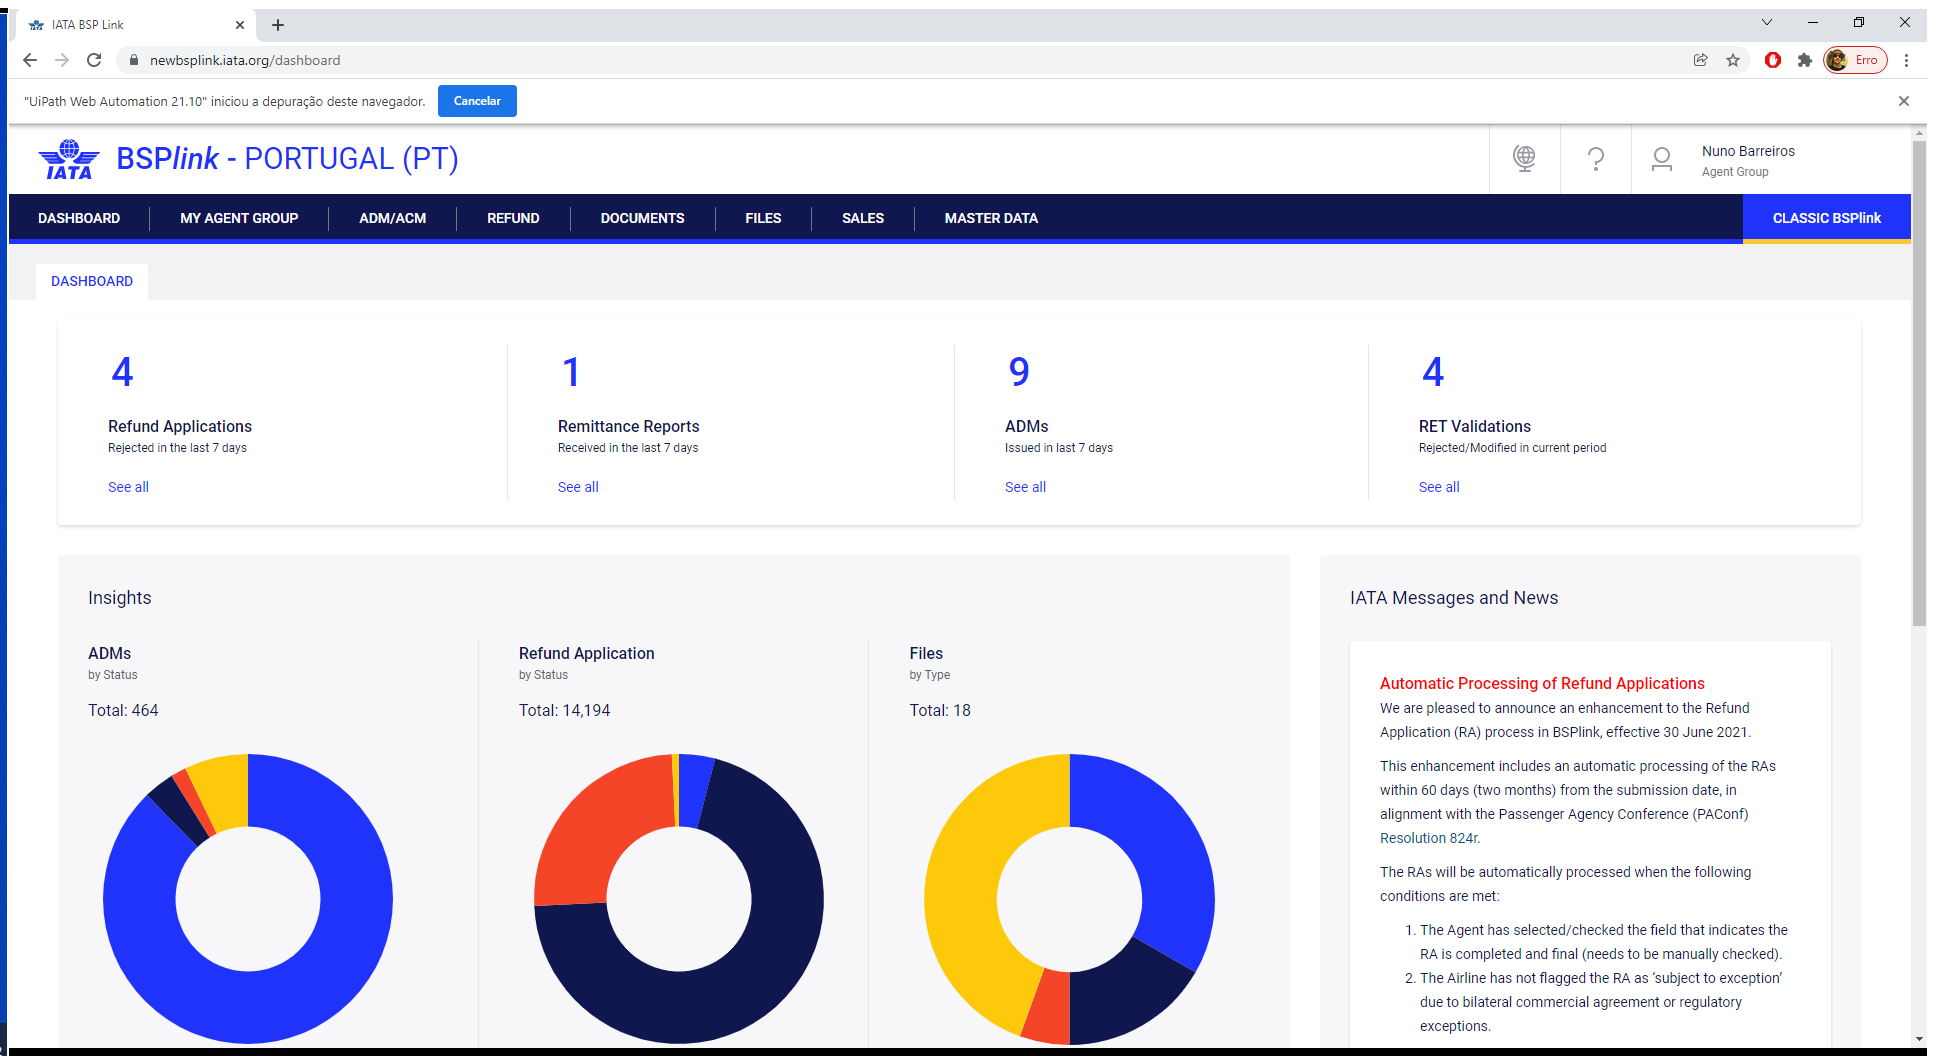 IATA BSP Link
newbsplink.iata.org/dashboard
Erro
"UiPath Web Automation 21.10" iniciou a depuração deste navegador.
Cancelar
IATA
BSPlink - PORTUGAL (PT)
Nuno Barreiros
Agent Group
DASHBOARD
MY AGENT GROUP
ADM/ACM
REFUND
DOCUMENTS
FILES
SALES
MASTER DATA
CLASSIC BSPlink
DASHBOARD
4
Refund Applications
Rejected in the last 7 days
See all
1
Remittance Reports
Received in the last 7 days
See all
9
ADMs
Issued in last 7 days
See all
4
RET Validations
Rejected/Modified in current period
See all
Insights
ADMs
by Status
Total: 464
Refund Application
by Status
Total: 14,194
Files
by Type
Total: 18
IATA Messages and News
Automatic Processing of Refund Applications
We are pleased to announce an enhancement to the Refund
Application (RA) process in BSPlink, effective 30 June 2021.
This enhancement includes an automatic processing of the RAs
within 60 days (two months) from the submission date, in
alignment with the Passenger Agency Conference (PAConf)
Resolution 824r.
The RAs will be automatically processed when the following
conditions are met:
1. The Agent has selected/checked the field that indicates the
RA is completed and final (needs to be manually checked).
2. The Airline has not flagged the RA as ‘subject to exception’
due to bilateral commercial agreement or regulatory
exceptions.